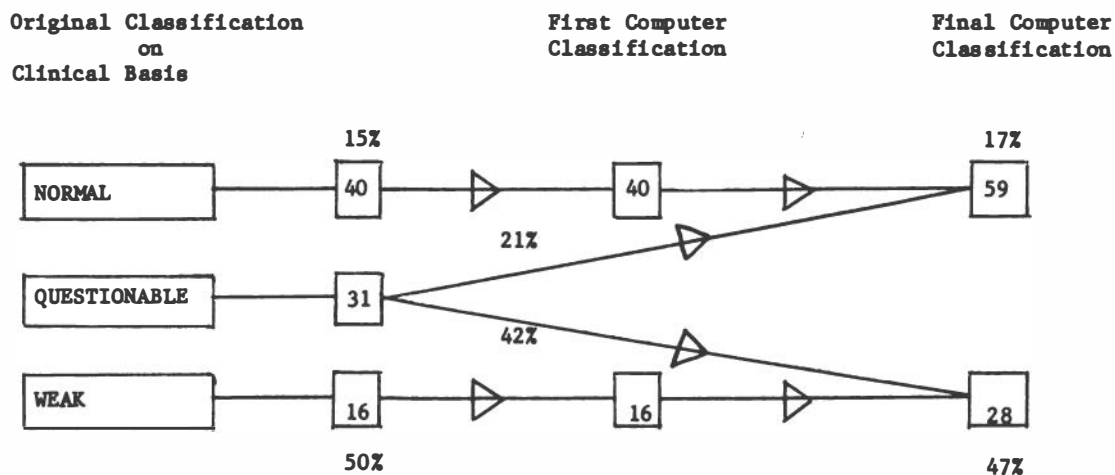 Original Classification
on
Clinical Basis
First Computer
Classification
Final Computer
Classification
15%
17%
NORMAL
40
40
59
21%
QUESTIONABLE
31
42%
WEAK
16
16
28
50%
47%